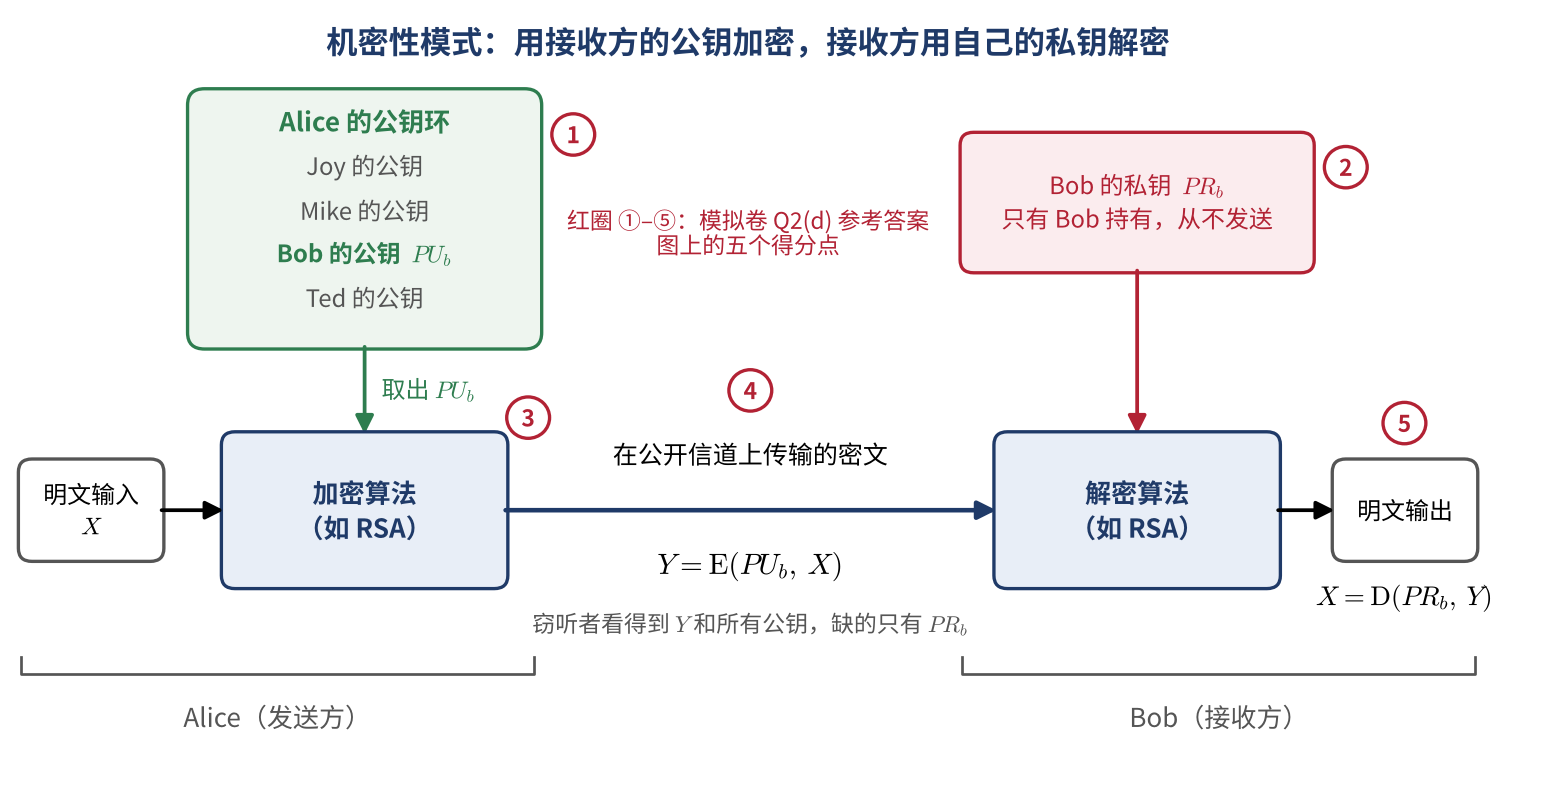 机密性模式：用接收方的公钥加密，接收方用自己的私钥解密
Alice 的公钥环
Joy 的公钥
Mike 的公钥
Bob 的公钥 PU_b
Ted 的公钥
1
红圈 ①–⑤：模拟卷 Q2(d) 参考答案
图上的五个得分点
Bob 的私钥 PR_b
只有 Bob 持有，从不发送
2
取出 PU_b
3
4
5
明文输入
X
加密算法
（如 RSA）
在公开信道上传输的密文
Y = E(PU_b, X)
窃听者看得到 Y 和所有公钥，缺的只有 PR_b
解密算法
（如 RSA）
明文输出
X = D(PR_b, Y)
Alice（发送方）
Bob（接收方）